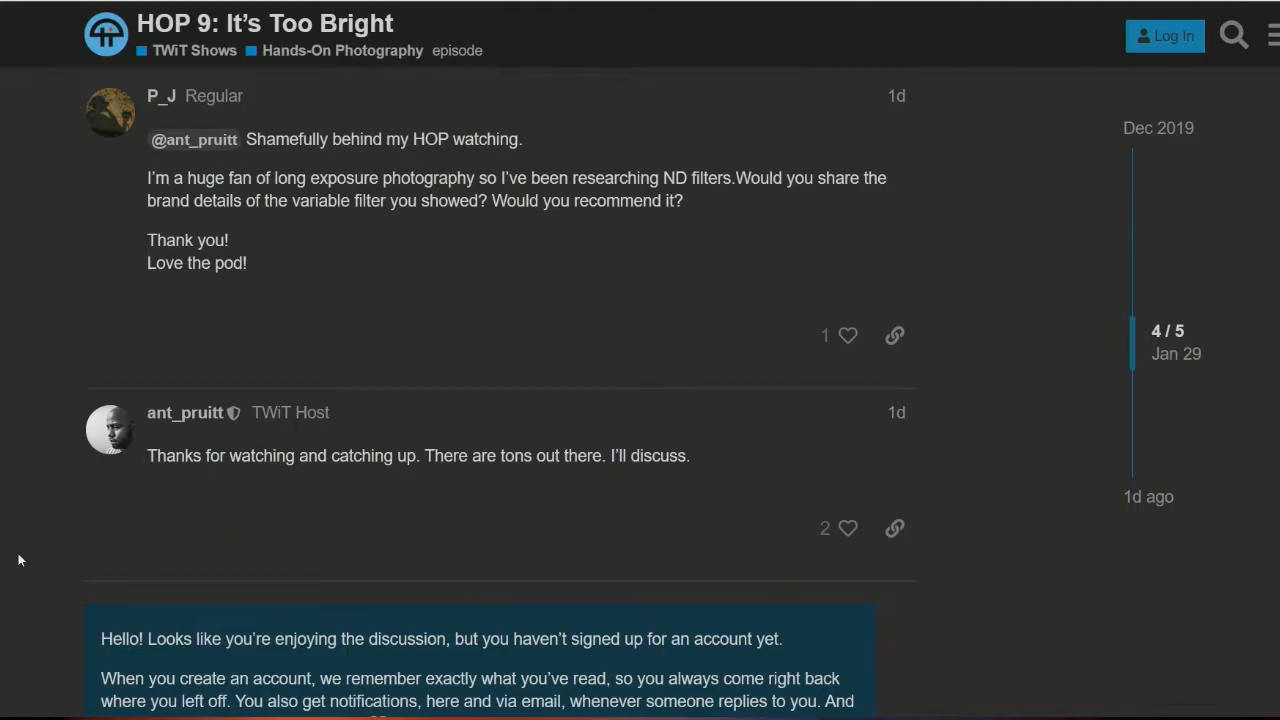 HOP 9: It's Too Bright
TWiT Shows Hands-On Photography episode
Log In
P_J Regular 1d
@ant_pruitt Shamefully behind my HOP watching.
I'm a huge fan of long exposure photography so I've been researching ND filters.Would you share the
brand details of the variable filter you showed? Would you recommend it?
Thank you!
Love the pod!
1
ant_pruitt TWiT Host 1d
Thanks for watching and catching up. There are tons out there. I'll discuss.
2
Dec 2019
4 / 5
Jan 29
1d ago
Hello! Looks like you're enjoying the discussion, but you haven't signed up for an account yet.
When you create an account, we remember exactly what you've read, so you always come right back
where you left off. You also get notifications, here and via email, whenever someone replies to you. And